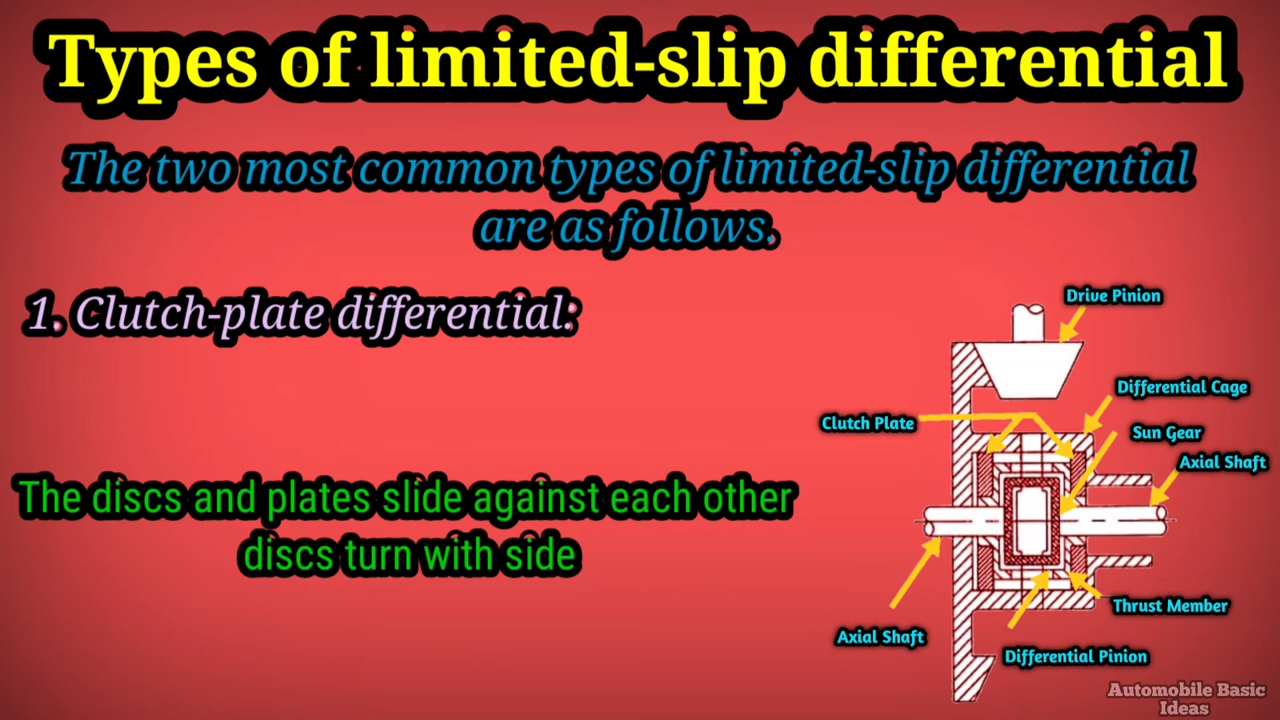 Types of limited-slip differential
The two most common types of limited-slip differential
are as follows.
1. Clutch-plate differential:
The discs and plates slide against each other
discs turn with side
Drive Pinion
Differential Cage
Clutch Plate
Sun Gear
Axial Shaft
Thrust Member
Axial Shaft
Differential Pinion
Automobile Basic
Ideas